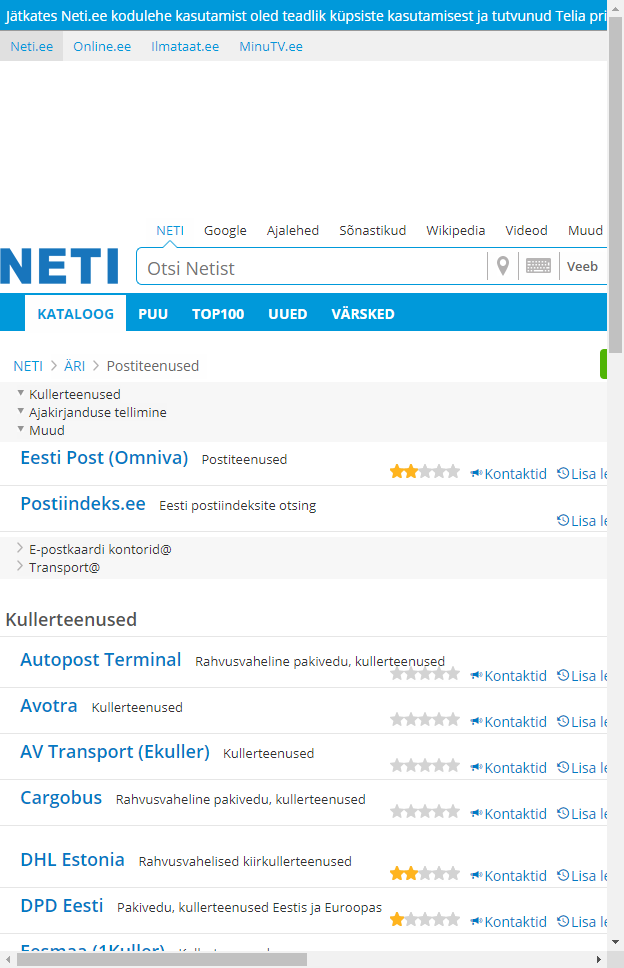 Jätkates Neti.ee kodulehe kasutamist oled teadlik küpsiste kasutamisest ja tutvunud Telia pri
Neti.ee Online.ee Ilmataat.ee MinuTV.ee
NETI Google Ajalehed Sõnastikud Wikipedia Videod Muud
NETI Otsi Netist Veeb
KATALOOG PUU TOP100 UUED VÄRSKED
NETI ÄRI Postiteenused
Kullerteenused
Ajakirjanduse tellimine
Muud
Eesti Post (Omniva) Postiteenused
Kontaktid Lisa le
Postiindeks.ee Eesti postiindeksite otsing
Lisa le
E-postkaardi kontorid@
Transport@
Kullerteenused
Autopost Terminal Rahvusvaheline pakivedu, kullerteenused
Kontaktid Lisa le
Avotra Kullerteenused
Kontaktid Lisa le
AV Transport (Ekuller) Kullerteenused
Kontaktid Lisa le
Cargobus Rahvusvaheline pakivedu, kullerteenused
Kontaktid Lisa le
DHL Estonia Rahvusvahelised kiirkullerteenused
Kontaktid Lisa le
DPD Eesti Pakivedu, kullerteenused Eestis ja Euroopas
Kontaktid Lisa le
Eesmaa (1Kuller) Kullerteenused